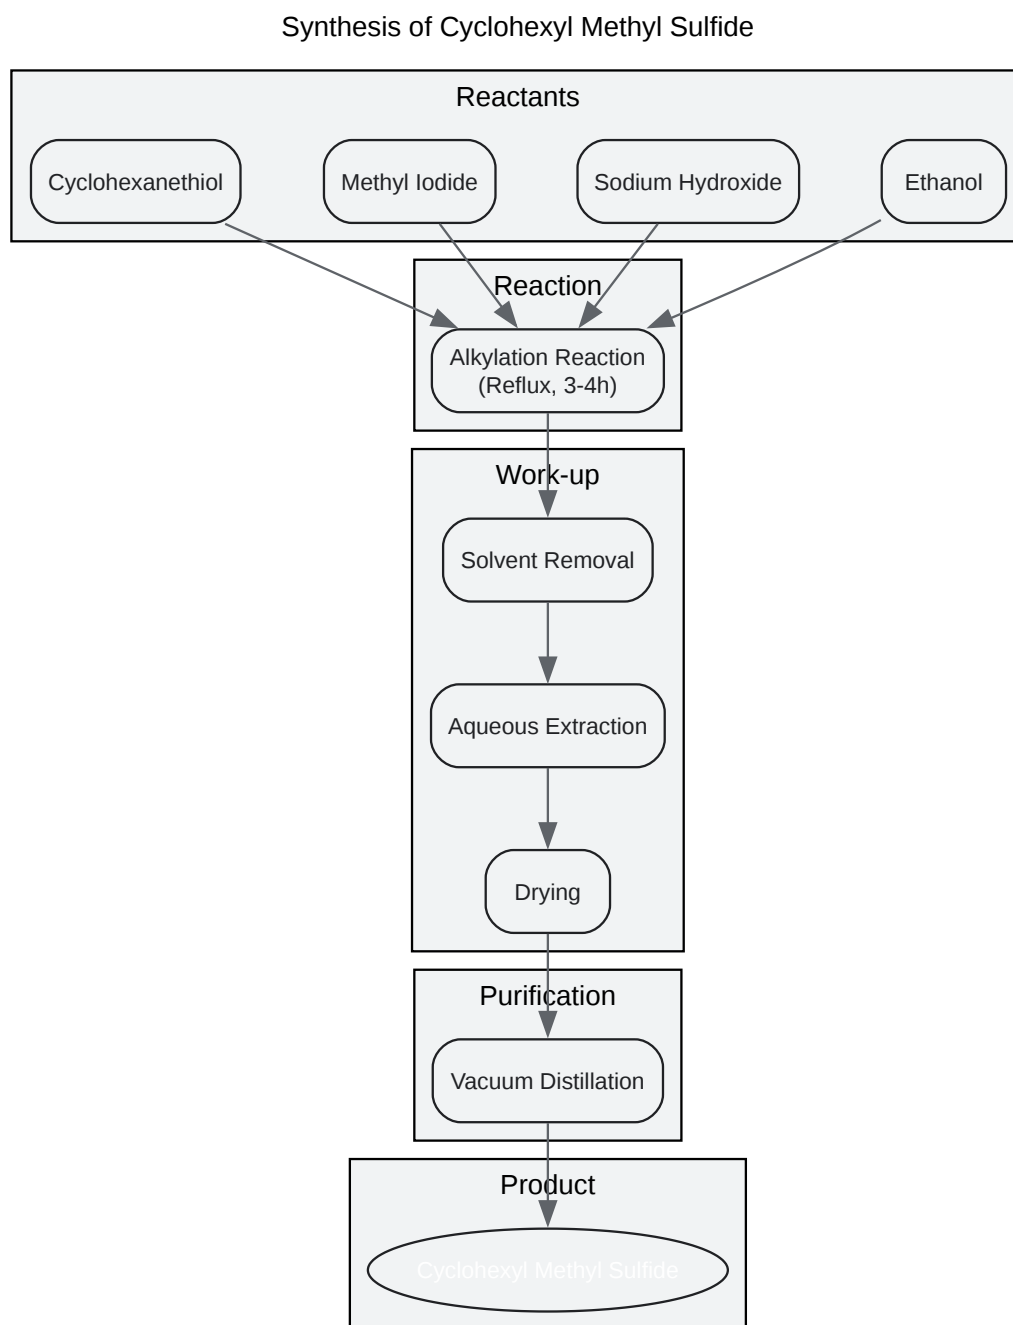 Synthesis of Cyclohexyl Methyl Sulfide
Reactants
Cyclohexanethiol
Methyl Iodide
Sodium Hydroxide
Ethanol
Reaction
Alkylation Reaction
(Reflux, 3-4h)
Work-up
Solvent Removal
Aqueous Extraction
Drying
Purification
Vacuum Distillation
Product
Cyclohexyl Methyl Sulfide